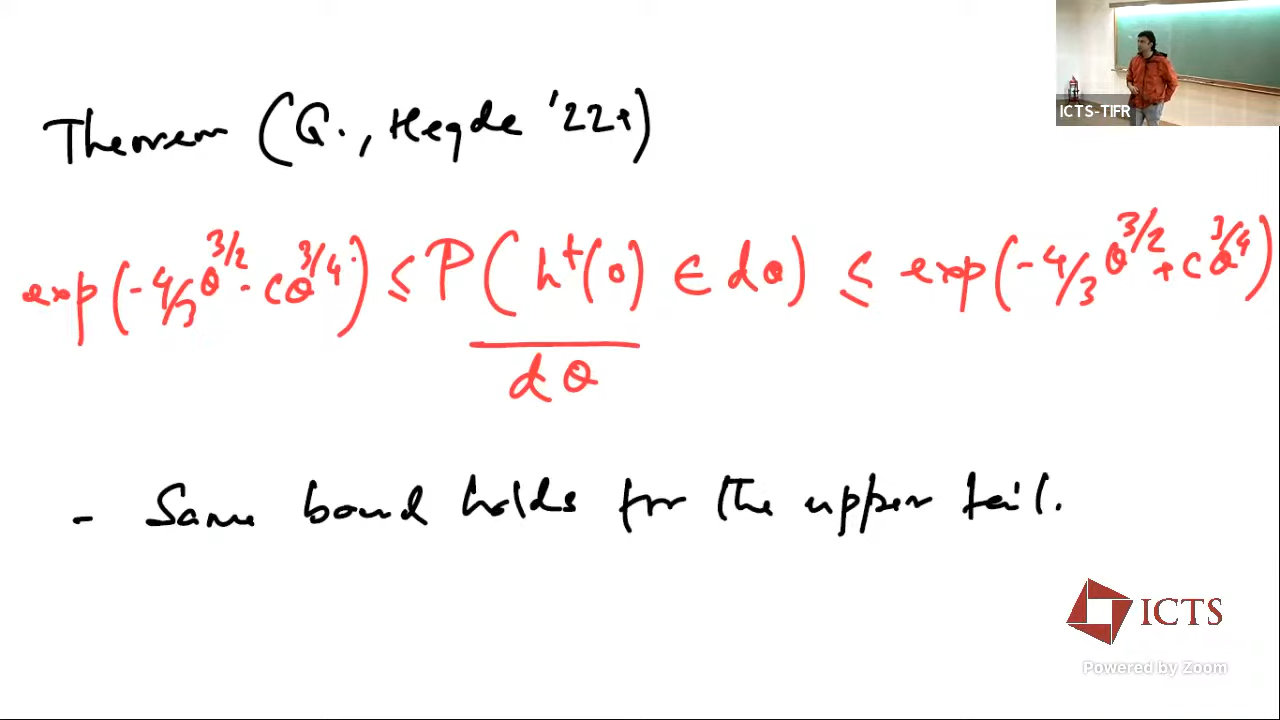 Theorem (G., Hegde '22+)
ICTS-TIFR
exp(-4/3 θ^{3/2} - cθ^{3/4}) ≤ P(h^t(0) ∈ dθ)/dθ ≤ exp(-4/3 θ^{3/2} + cθ^{3/4})
- Same bound holds for the upper tail.
ICTS
Powered by Zoom